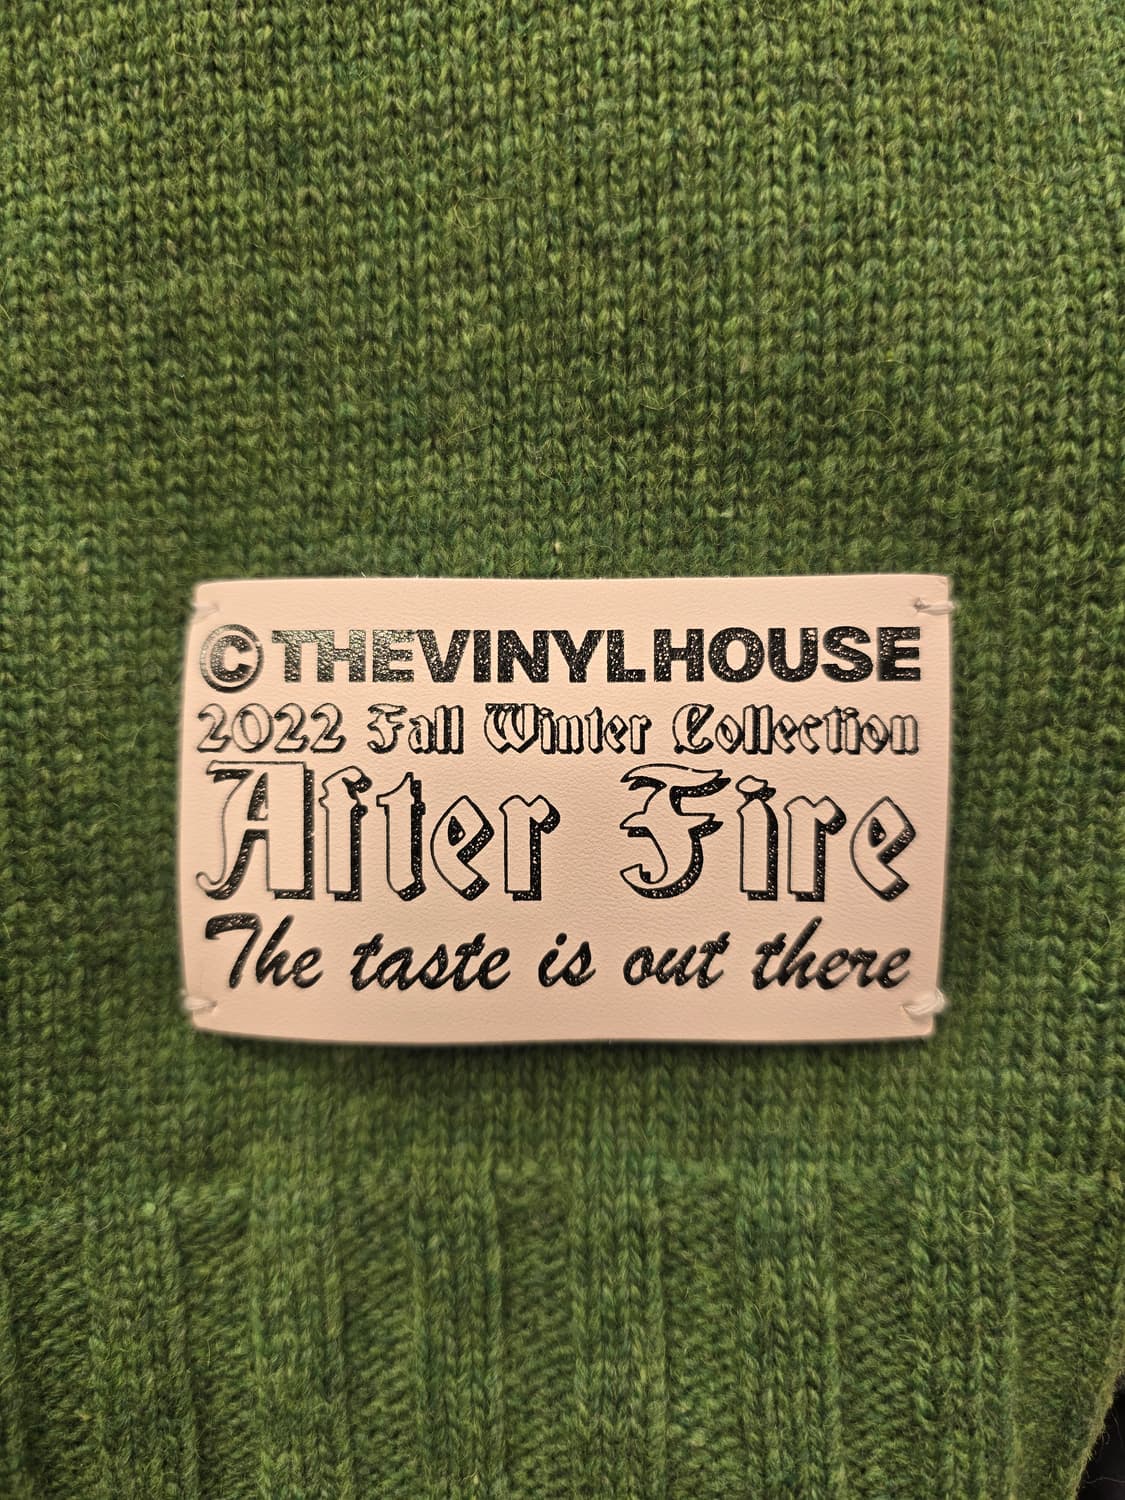 ©THEVINYLHOUSE
2022 Fall Winter Collection
After Fire
The taste is out there